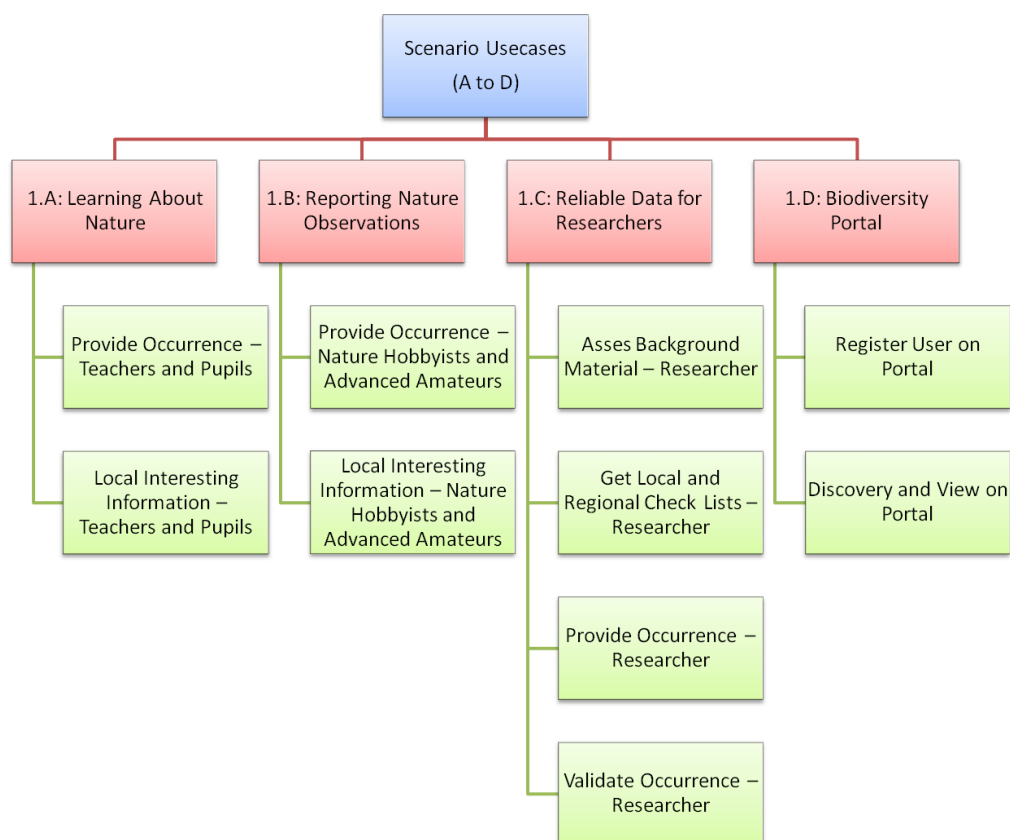 Scenario Usecases
(A to D)
1.A: Learning About
Nature
1.B: Reporting Nature
Observations
1.C: Reliable Data for
Researchers
1.D: Biodiversity
Portal
Provide Occurrence –
Teachers and Pupils
Local Interesting
Information –
Teachers and Pupils
Provide Occurrence –
Nature Hobbyists and
Advanced Amateurs
Local Interesting
Information – Nature
Hobbyists and
Advanced Amateurs
Asses Background
Material – Researcher
Get Local and
Regional Check Lists –
Researcher
Provide Occurrence –
Researcher
Validate Occurrence –
Researcher
Register User on
Portal
Discovery and View on
Portal